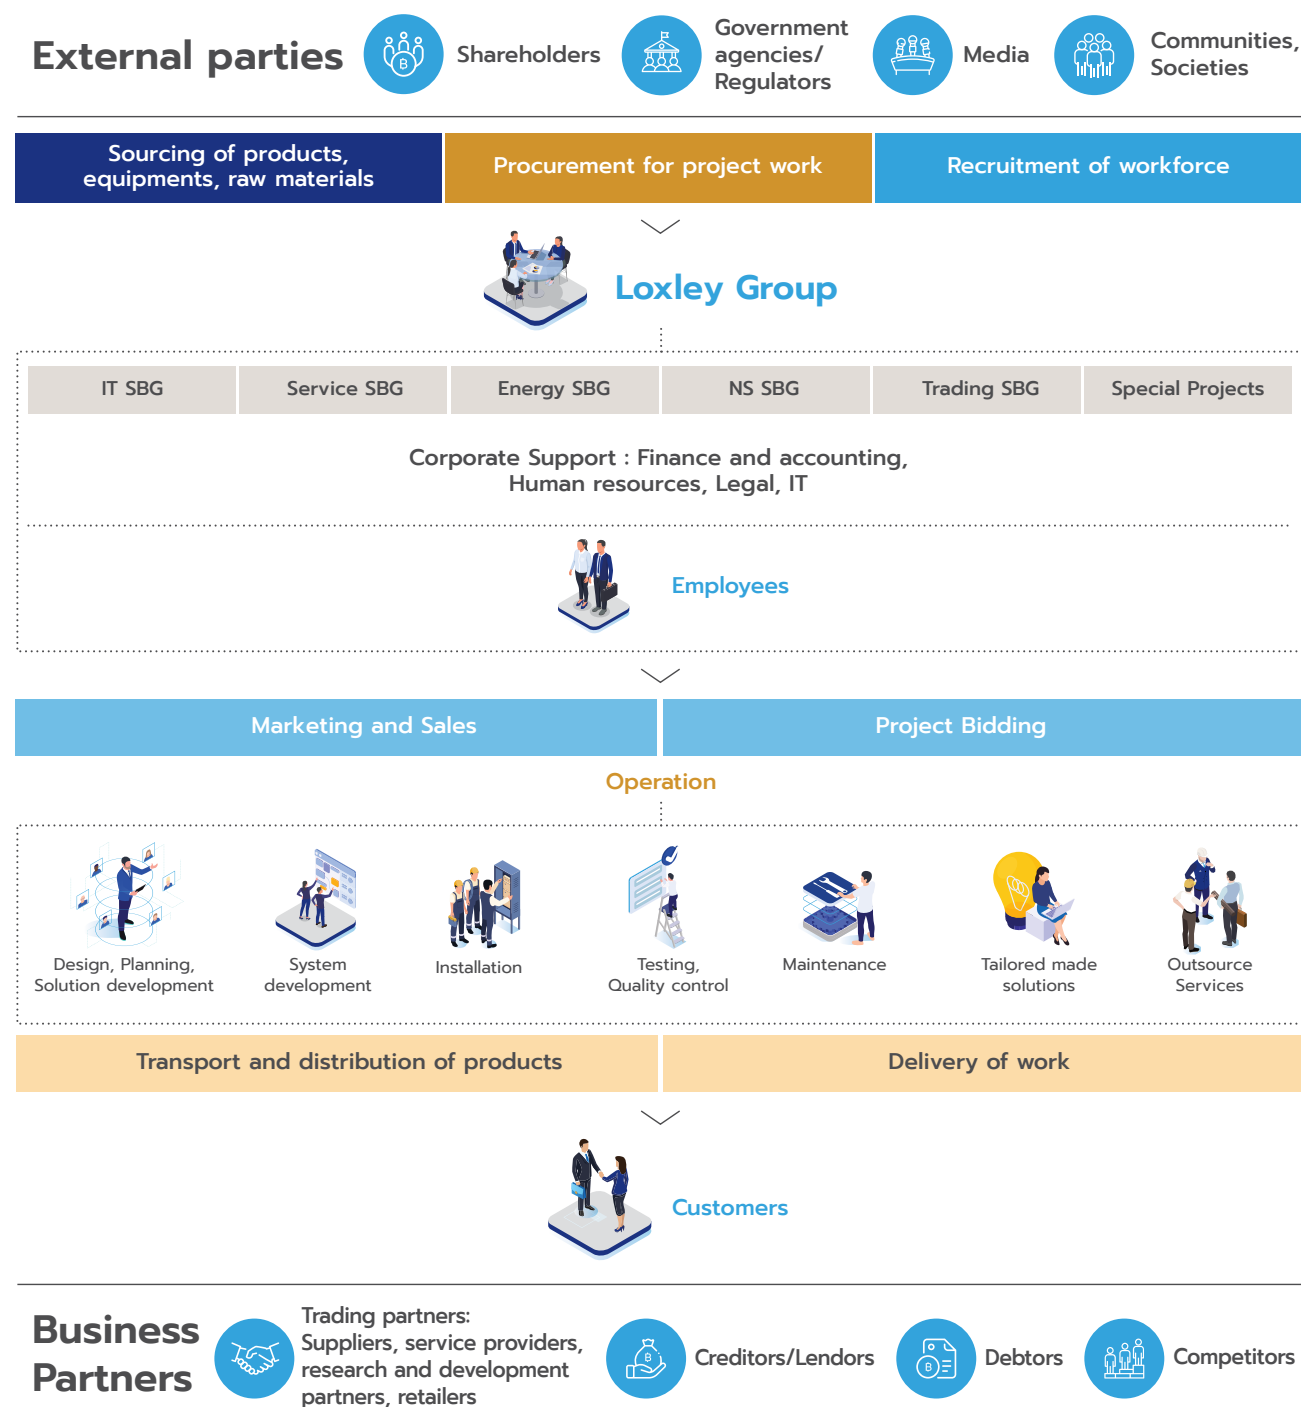 External parties
Shareholders
Government
agencies/
Regulators
Media
Communities,
Societies
Sourcing of products,
equipments, raw materials
Procurement for project work
Recruitment of workforce
Loxley Group
IT SBG
Service SBG
Energy SBG
NS SBG
Trading SBG
Special Projects
Corporate Support : Finance and accounting,
Human resources, Legal, IT
Employees
Marketing and Sales
Project Bidding
Operation
Design, Planning,
Solution development
System
development
Installation
Testing,
Quality control
Maintenance
Tailored made
solutions
Outsource
Services
Transport and distribution of products
Delivery of work
Customers
Business
Partners
Trading partners:
Suppliers, service providers,
research and development
partners, retailers
Creditors/Lendors
Debtors
Competitors